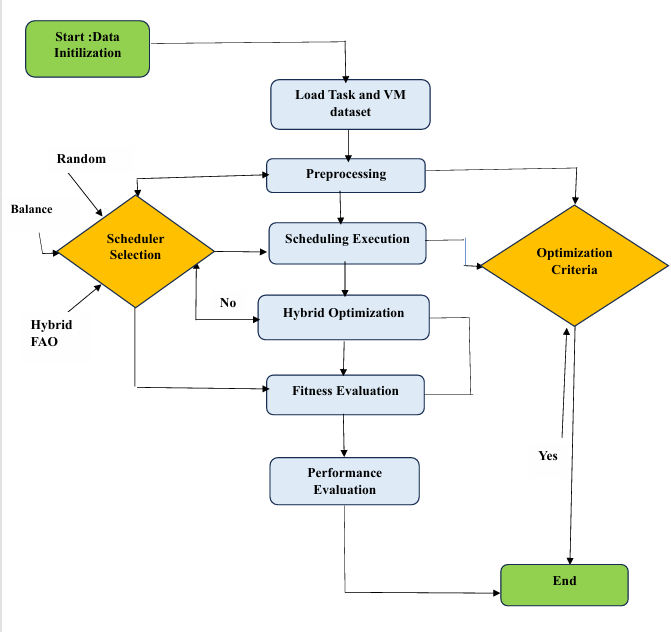 Start :Data
Initilization
Load Task and VM
dataset
Random
Preprocessing
Balance
Scheduler
Selection
Scheduling Execution
Optimization
Criteria
No
Hybrid Optimization
Hybrid
FAO
Fitness Evaluation
Yes
Performance
Evaluation
End